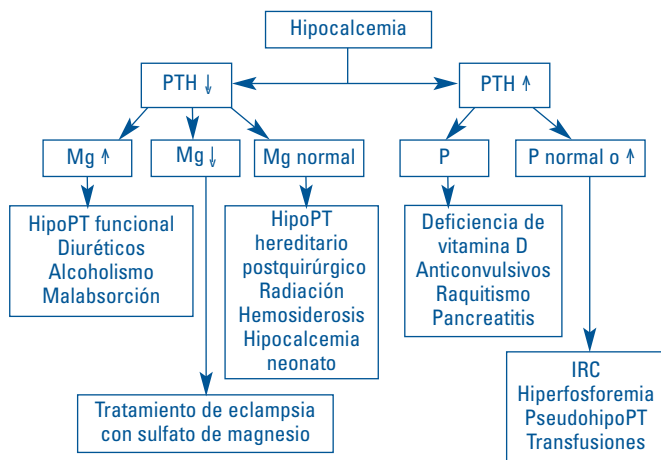 Hipocalcemia
PTH ↓
PTH ↑
Mg ↑
Mg ↓
Mg normal
P
P normal o ↑
HipoPT funcional
Diuréticos
Alcoholismo
Malabsorción
HipoPT
hereditario
postquirúrgico
Radiación
Hemosiderosis
Hipocalcemia
neonato
Deficiencia de
vitamina D
Anticonvulsivos
Raquitismo
Pancreatitis
Tratamiento de eclampsia
con sulfato de magnesio
IRC
Hiperfosforemia
PseudohipoPT
Transfusiones